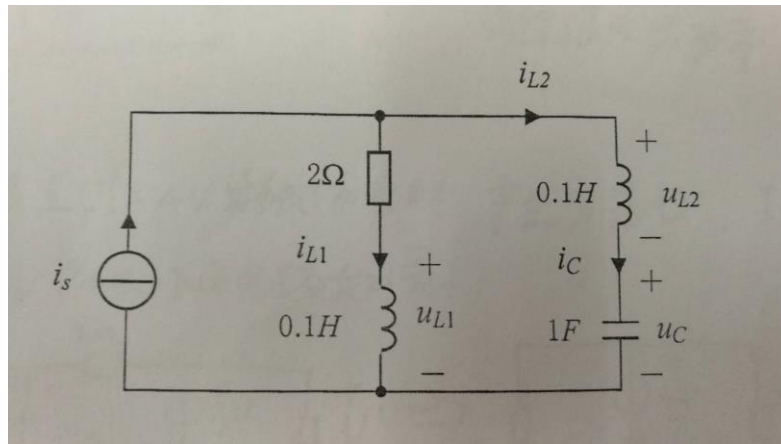 i_{L2}
+
2Ω
0.1H
u_{L2}
−
i_{L1}
+
i_C
+
i_s
0.1H
u_{L1}
1F
u_C
−
−